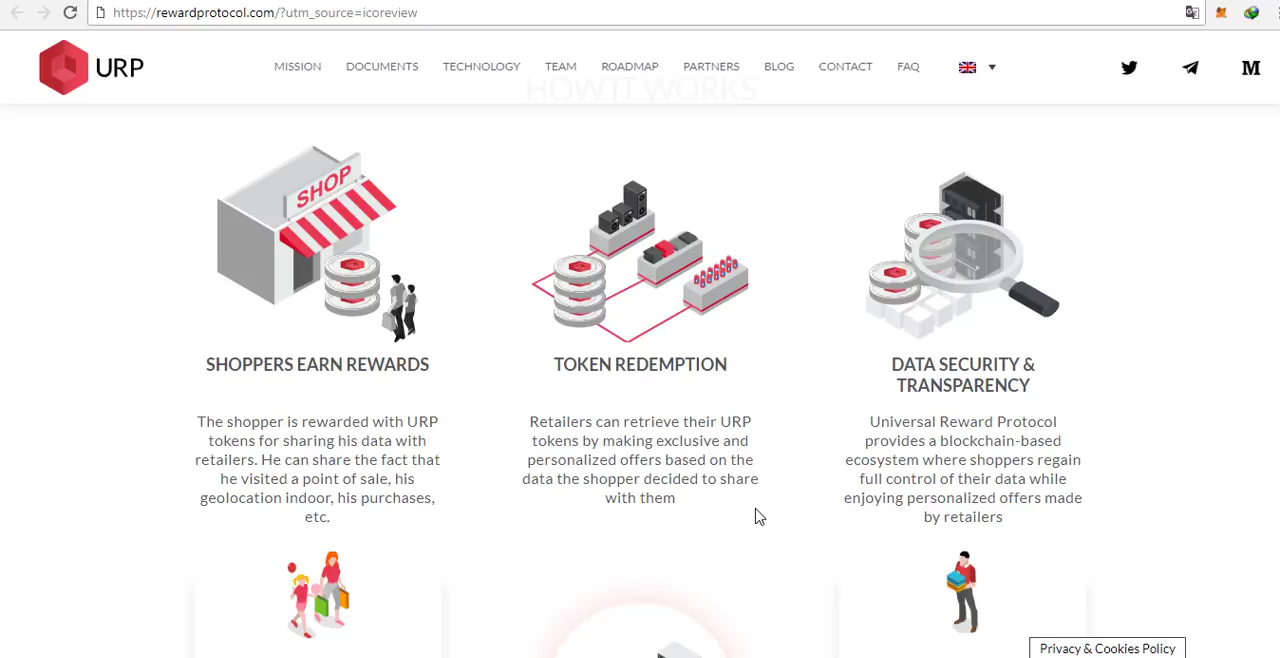 https://rewardprotocol.com/?utm_source=icoreview
URP
MISSION DOCUMENTS TECHNOLOGY TEAM ROADMAP PARTNERS BLOG CONTACT FAQ
M
HOW IT WORKS
SHOP
SHOPPERS EARN REWARDS
The shopper is rewarded with URP
tokens for sharing his data with
retailers. He can share the fact that
he visited a point of sale, his
geolocation indoor, his purchases,
etc.
TOKEN REDEMPTION
Retailers can retrieve their URP
tokens by making exclusive and
personalized offers based on the
data the shopper decided to share
with them
DATA SECURITY &
TRANSPARENCY
Universal Reward Protocol
provides a blockchain-based
ecosystem where shoppers regain
full control of their data while
enjoying personalized offers made
by retailers
Privacy & Cookies Policy